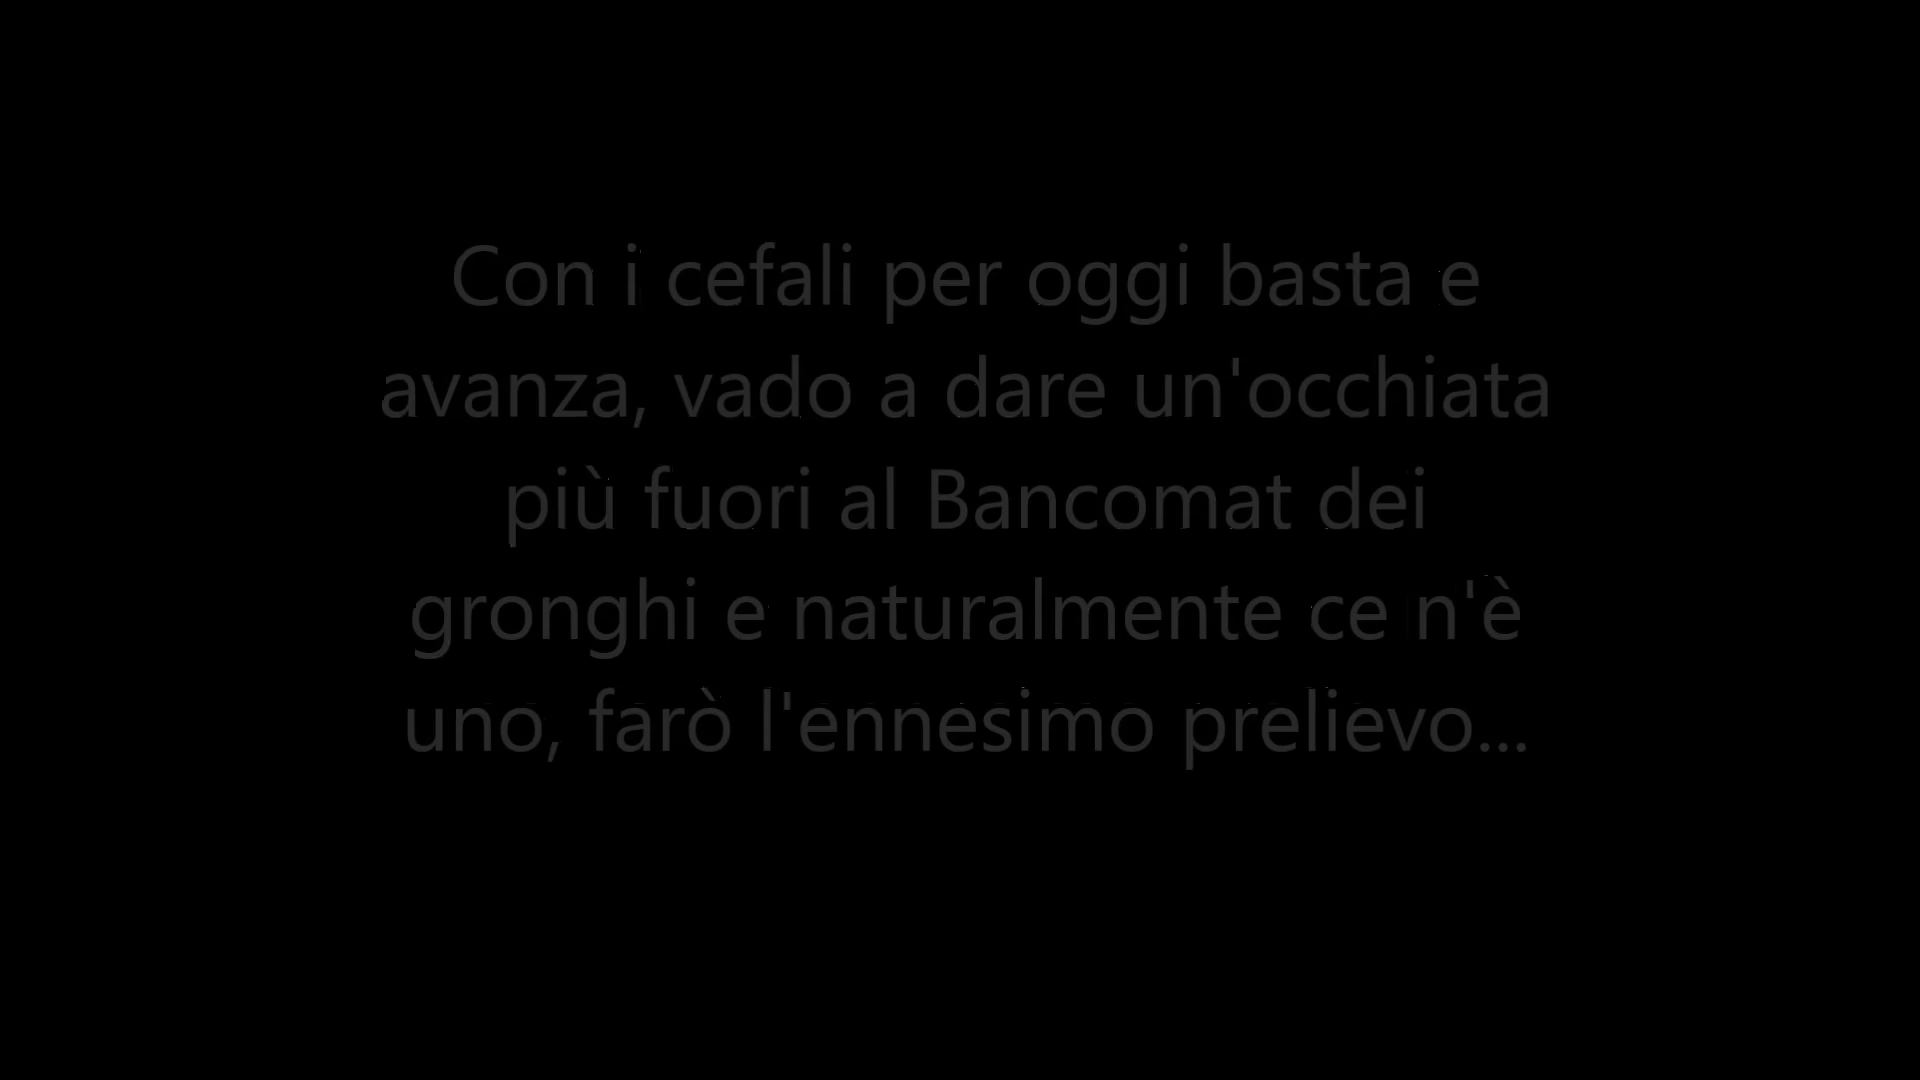 Con i cefali per oggi basta e
avanza, vado a dare un'occhiata
più fuori al Bancomat dei
gronghi e naturalmente ce n'è
uno, farò l'ennesimo prelievo...